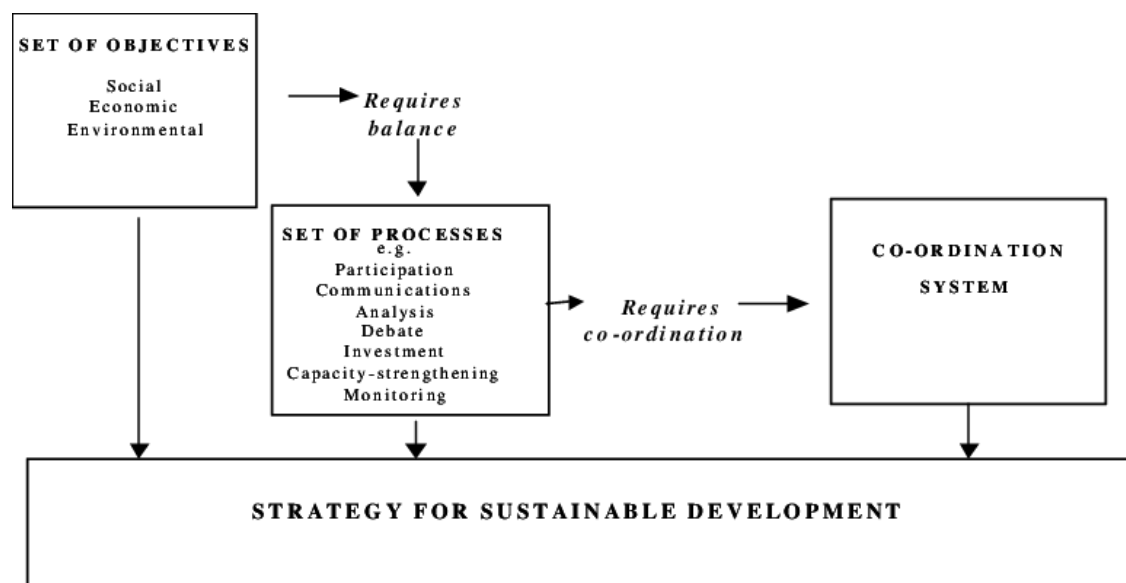 SET OF OBJECTIVES
Social
Economic
Environmental
Requires
balance
SET OF PROCESSES
e.g.
Participation
Communications
Analysis
Debate
Investment
Capacity-strengthening
Monitoring
Requires
co-ordination
CO-ORDINATION
SYSTEM
STRATEGY FOR SUSTAINABLE DEVELOPMENT